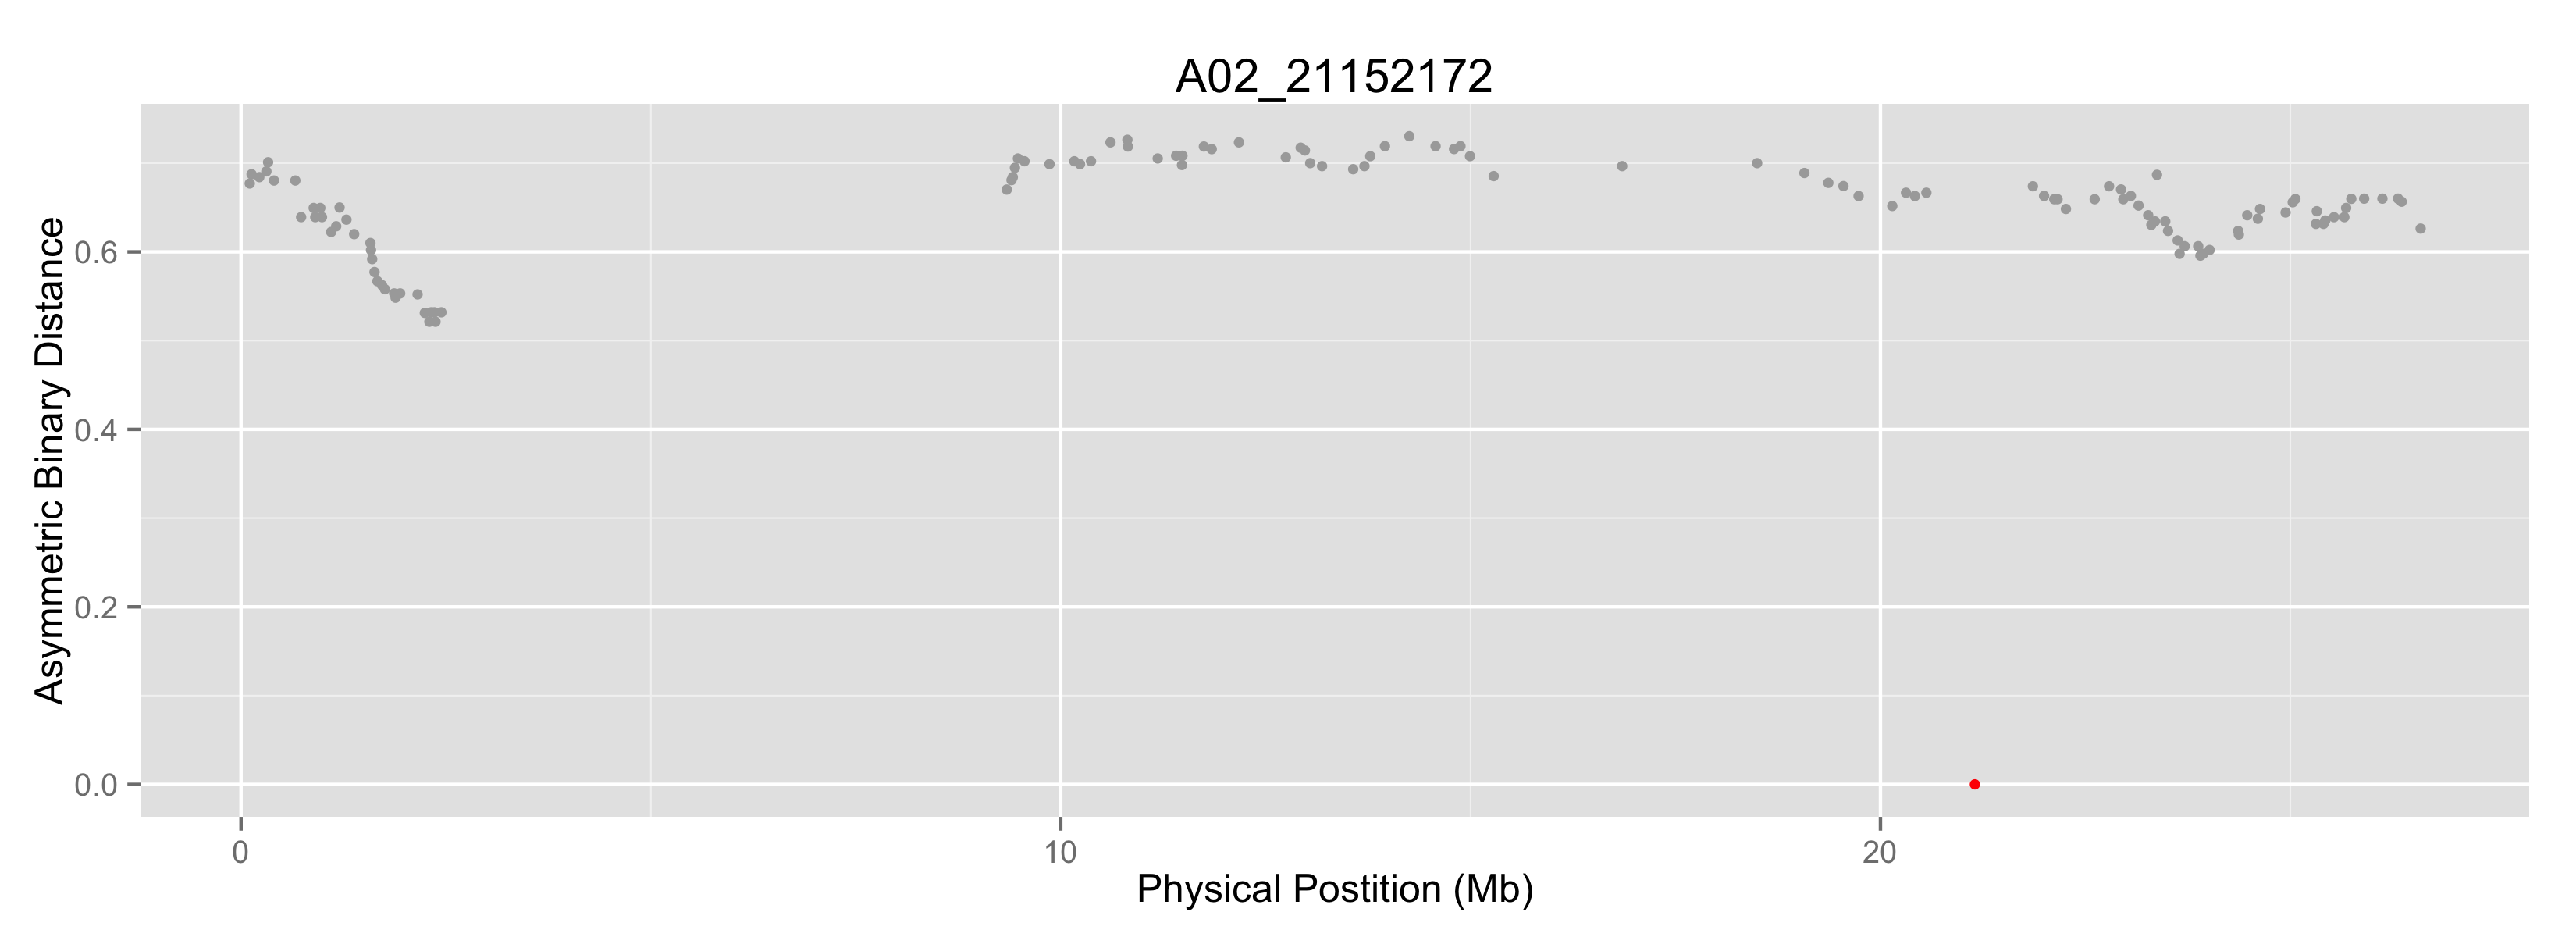 A02_21152172
Asymmetric Binary Distance
0.6
0.4
0.2
0.0
0
10
20
Physical Postition (Mb)